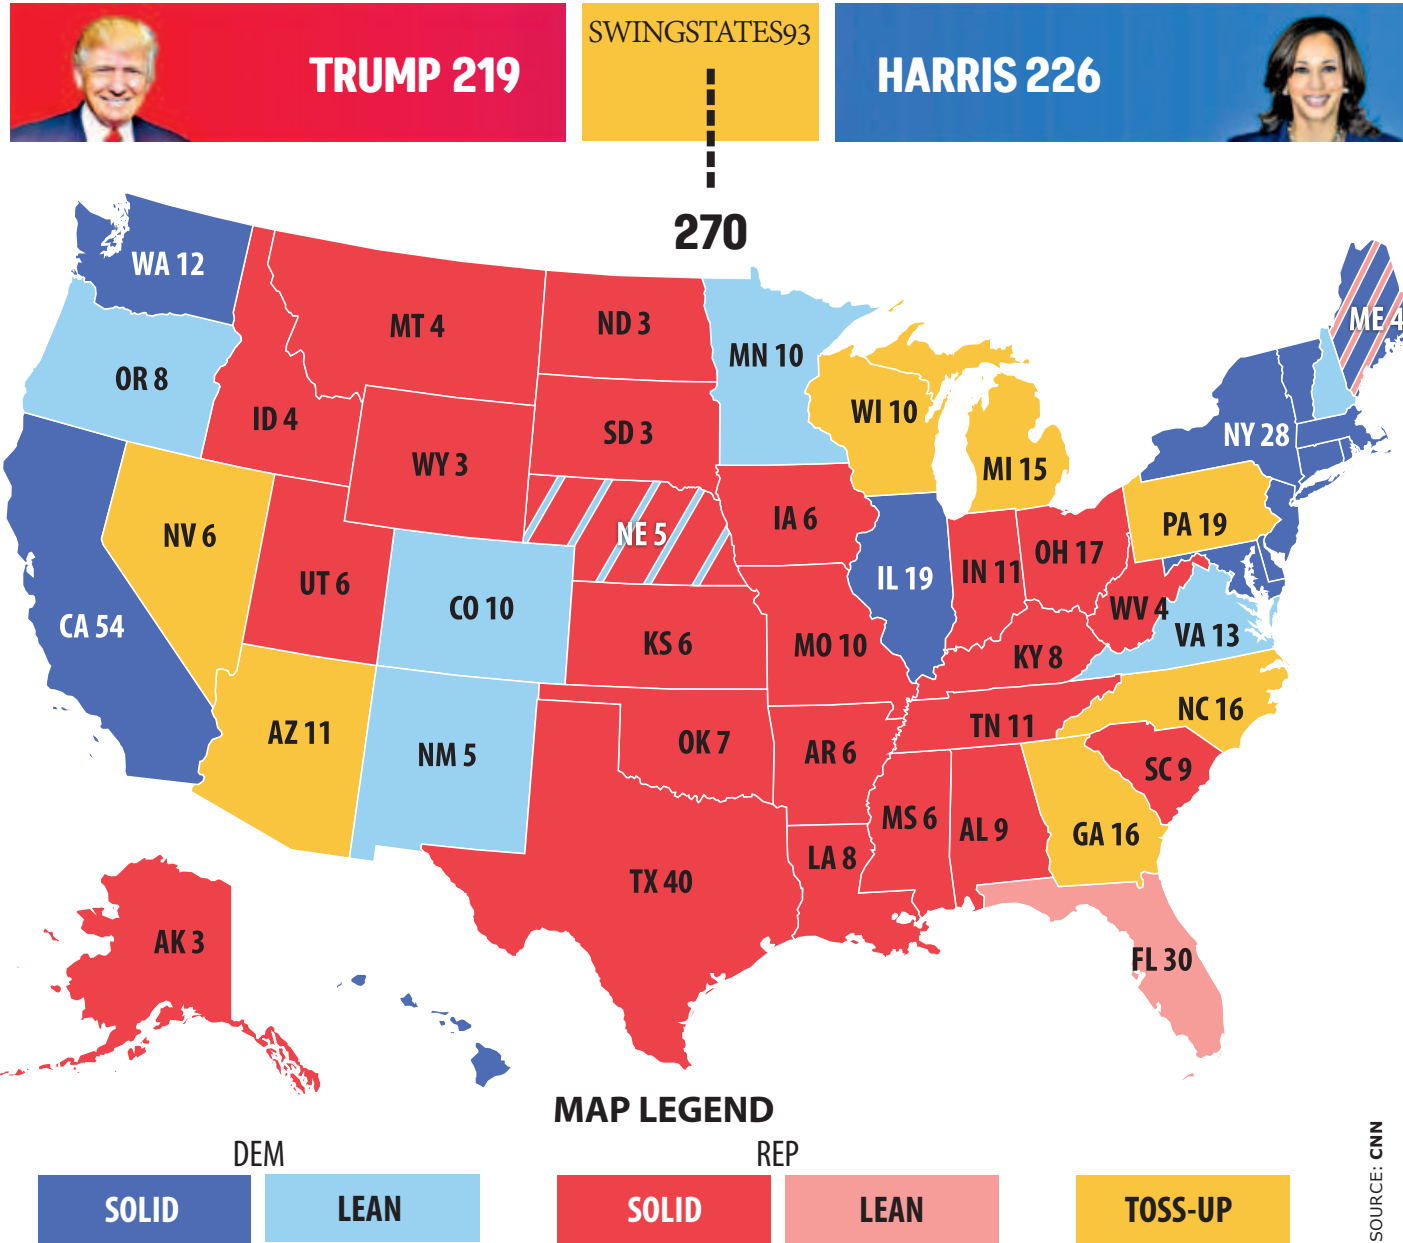 TRUMP 219
SWINGSTATES93
HARRIS 226
270
WA 12
MT 4
ND 3
ME 4
MN 10
OR 8
WI 10
ID 4
SD 3
NY 28
WY 3
MI 15
IA 6
PA 19
NV 6
NE 5
OH 17
IN 11
IL 19
UT 6
CO 10
WV 4
CA 54
VA 13
KS 6
MO 10
KY 8
NC 16
TN 11
AZ 11
OK 7
AR 6
NM 5
SC 9
MS 6
AL 9
GA 16
LA 8
TX 40
AK 3
FL 30
MAP LEGEND
DEM
REP
SOLID
LEAN
SOLID
LEAN
TOSS-UP
SOURCE: CNN